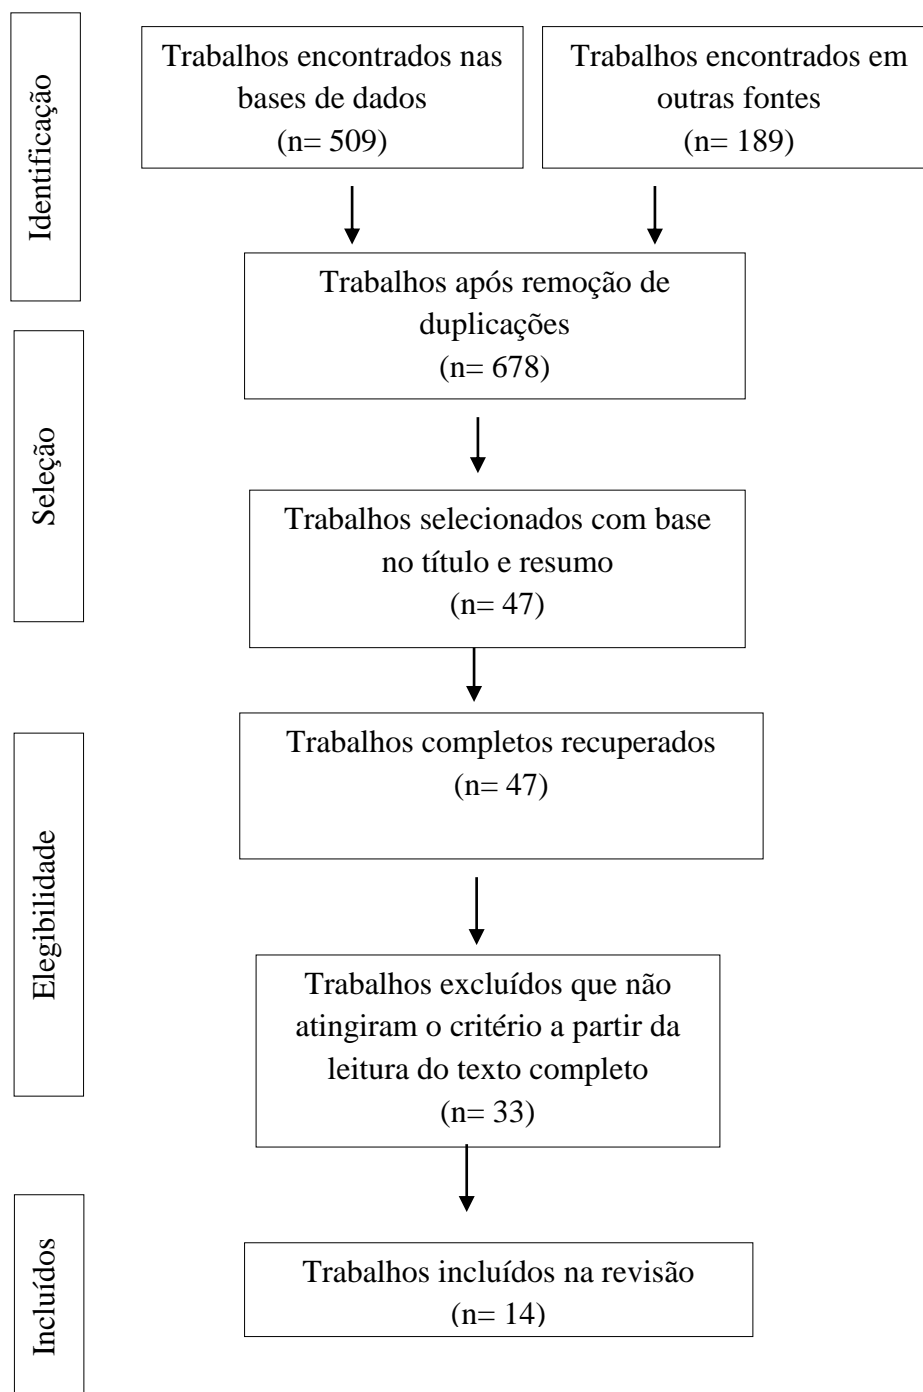 Identificação
Trabalhos encontrados nas
bases de dados
(n= 509)
Trabalhos encontrados em
outras fontes
(n= 189)
Trabalhos após remoção de
duplicações
(n= 678)
Seleção
Trabalhos selecionados com base
no título e resumo
(n= 47)
Elegibilidade
Trabalhos completos recuperados
(n= 47)
Trabalhos excluídos que não
atingiram o critério a partir da
leitura do texto completo
(n= 33)
Incluídos
Trabalhos incluídos na revisão
(n= 14)